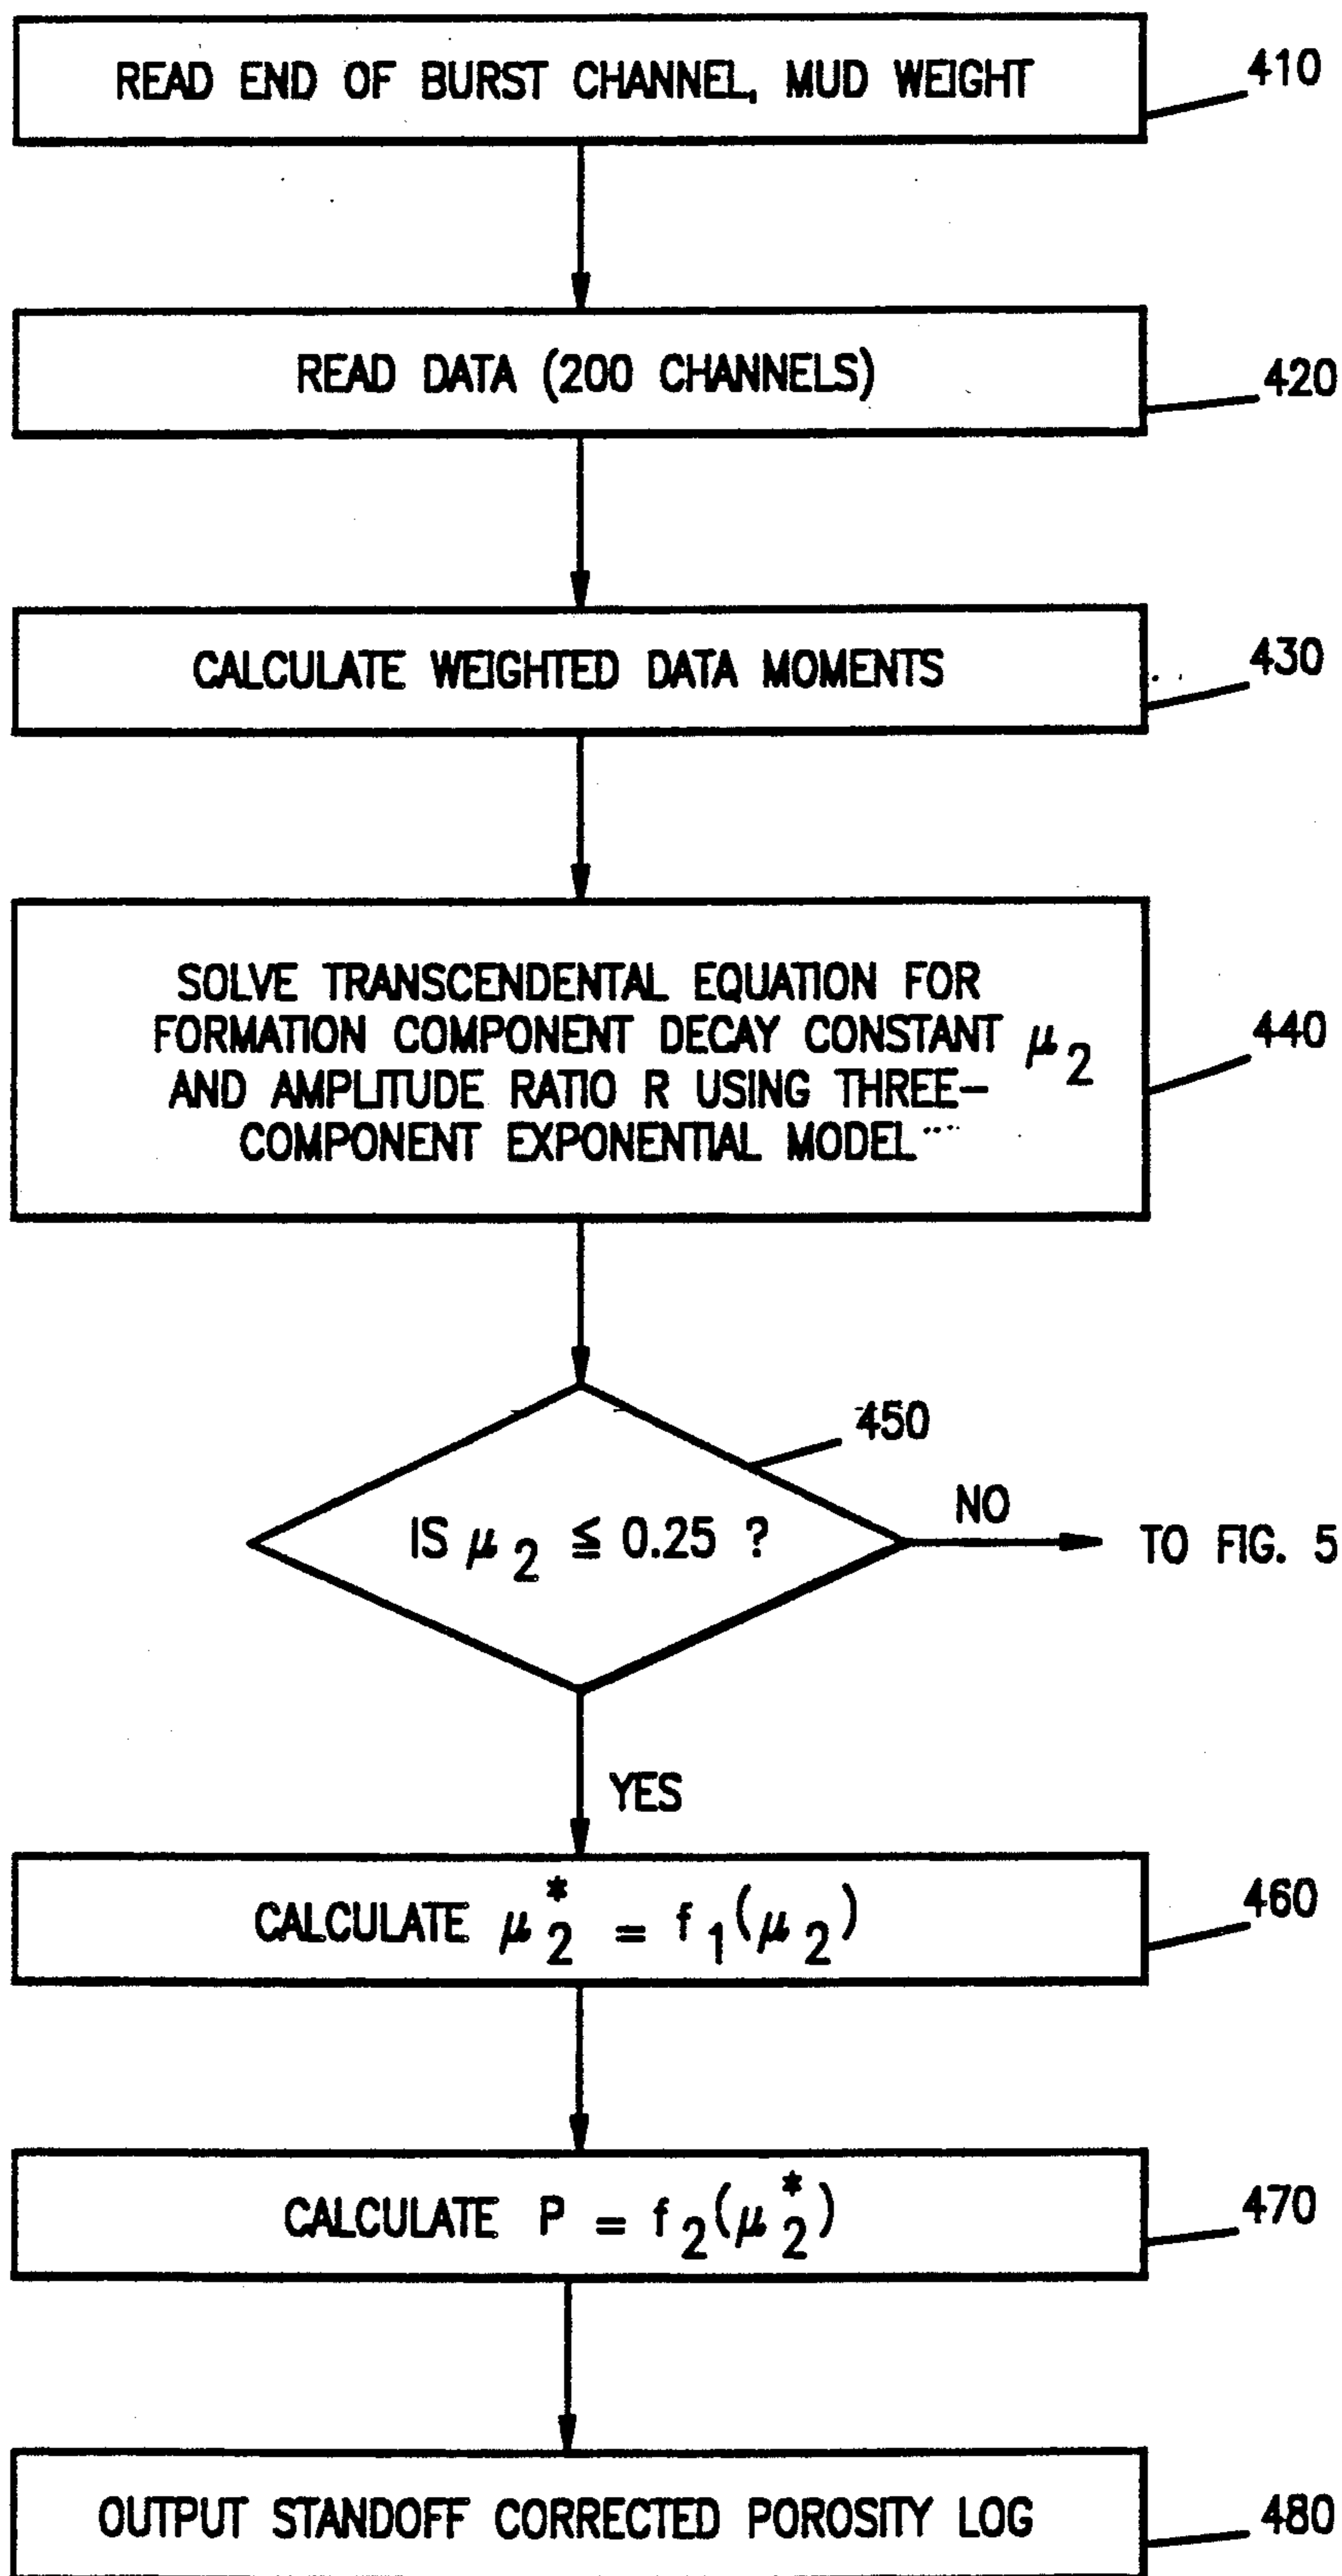 READ END OF BURST CHANNEL, MUD WEIGHT
410
READ DATA (200 CHANNELS)
420
CALCULATE WEIGHTED DATA MOMENTS
430
SOLVE TRANSCENDENTAL EQUATION FOR
FORMATION COMPONENT DECAY CONSTANT μ2
AND AMPLITUDE RATIO R USING THREE-
COMPONENT EXPONENTIAL MODEL
440
450
IS μ2 ≦ 0.25 ?
NO
TO FIG. 5
YES
CALCULATE μ2* = f1(μ2)
460
CALCULATE P = f2(μ2*)
470
OUTPUT STANDOFF CORRECTED POROSITY LOG
480